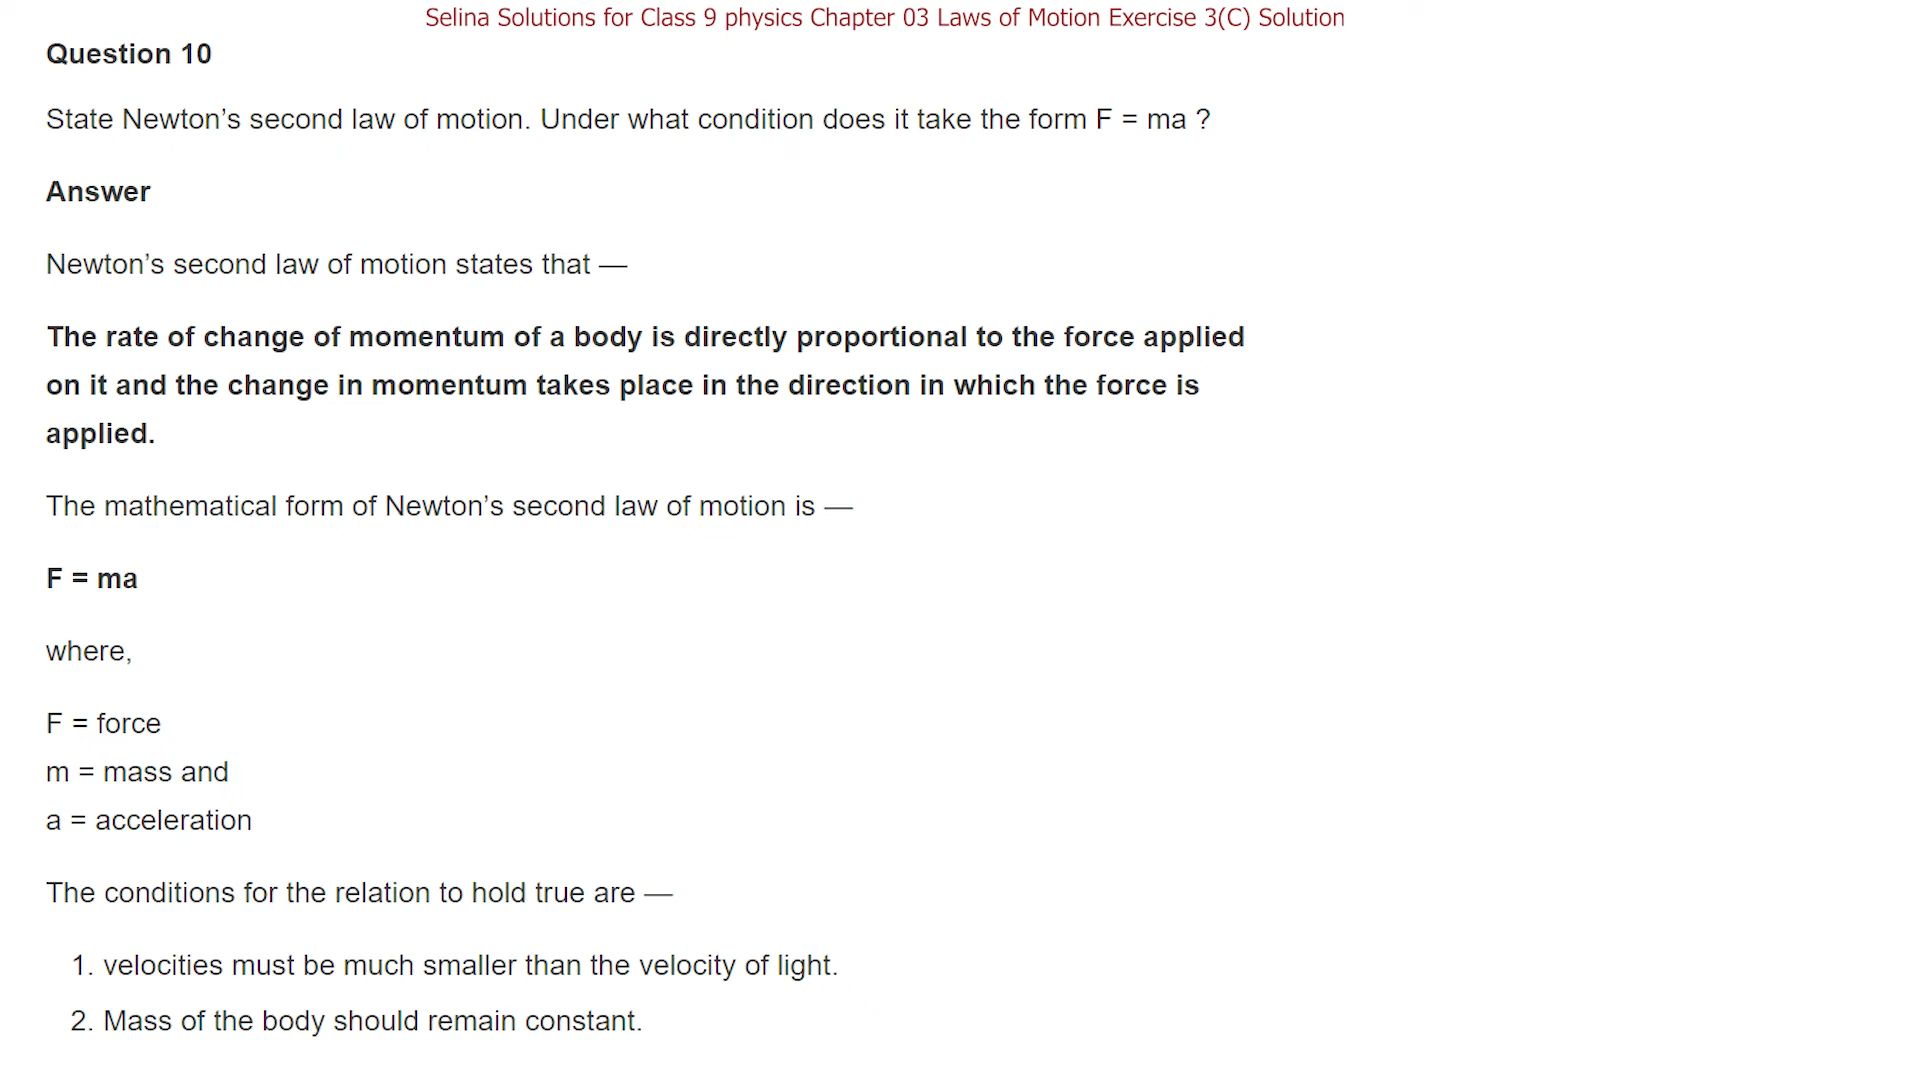 Selina Solutions for Class 9 physics Chapter 03 Laws of Motion Exercise 3(C) Solution
Question 10
State Newton’s second law of motion. Under what condition does it take the form F = ma ?
Answer
Newton’s second law of motion states that —
The rate of change of momentum of a body is directly proportional to the force applied
on it and the change in momentum takes place in the direction in which the force is
applied.
The mathematical form of Newton’s second law of motion is —
F = ma
where,
F = force
m = mass and
a = acceleration
The conditions for the relation to hold true are —
1. velocities must be much smaller than the velocity of light.
2. Mass of the body should remain constant.